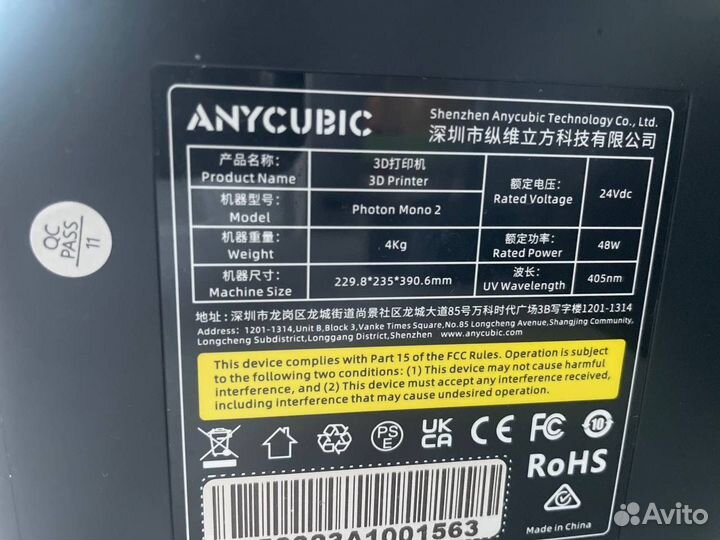 ANYCUBIC
Shenzhen Anycubic Technology Co., Ltd.
深圳市纵维立方科技有限公司
产品名称: 3D打印机 额定电压: 24Vdc
Product Name 3D Printer Rated Voltage
机器型号: Photon Mono 2
Model
机器重量: 4Kg 额定功率: 48W
Weight Rated Power
机器尺寸: 229.8*235*390.6mm 波长: 405nm
Machine Size UV Wavelength
地址: 深圳市龙岗区龙城街道尚景社区龙城大道85号万科时代广场3B写字楼1201-1314
Address: 1201-1314,Unit B,Block 3,Vanke Times Square,No.85 Longcheng Avenue,Shangjing Community,
Longcheng Subdistrict,Longgang District,Shenzhen www.anycubic.com
This device complies with Part 15 of the FCC Rules. Operation is subject
to the following two conditions: (1) This device may not cause harmful
interference, and (2) This device must accept any interference received,
including interference that may cause undesired operation.
PS
E
UK
CA
CE
FC
10
RoHS
Made in China
QC
PASS
11
Avito